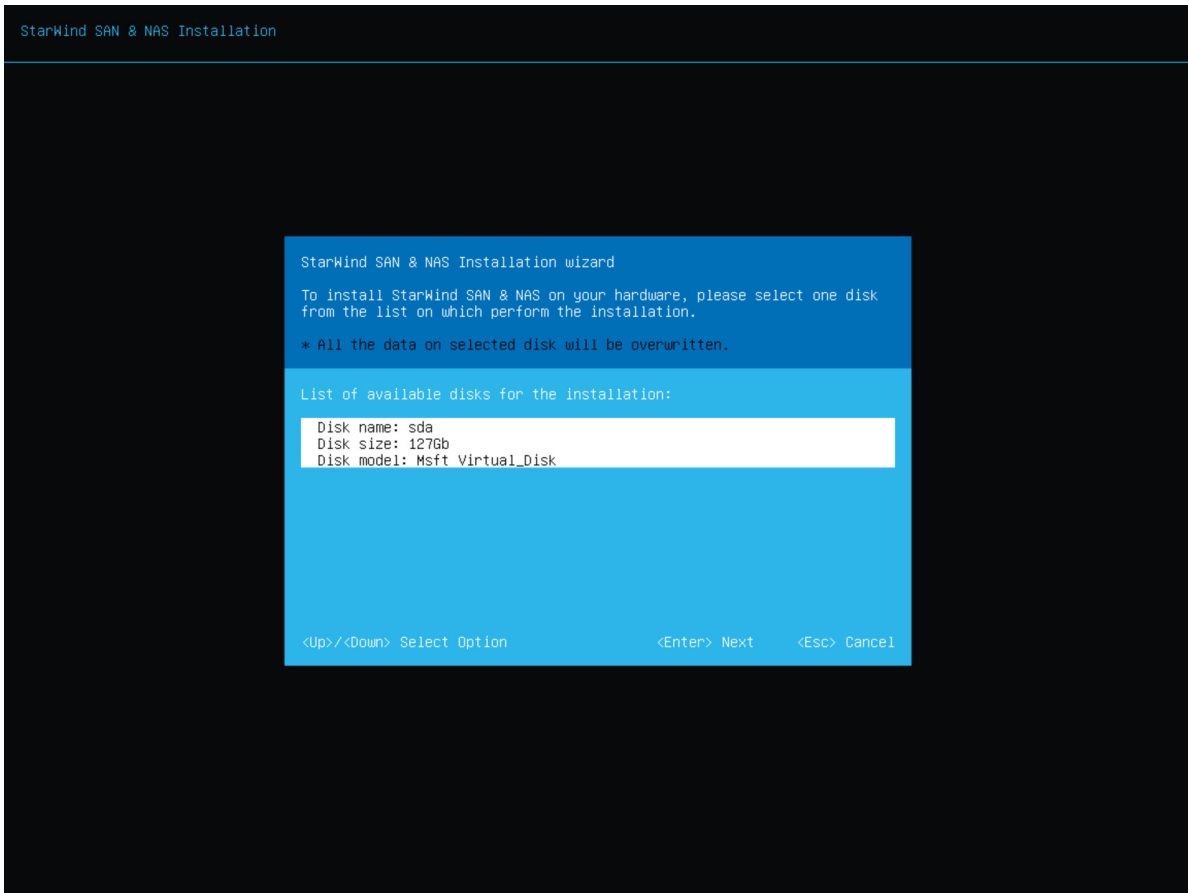 StarWind SAN & NAS Installation
StarWind SAN & NAS Installation wizard
To install StarWind SAN & NAS on your hardware, please select one disk
from the list on which perform the installation.
* All the data on selected disk will be overwritten.
List of available disks for the installation:
Disk name: sda
Disk size: 127Gb
Disk model: Msft Virtual_Disk
<Up>/<Down> Select Option <Enter> Next <Esc> Cancel